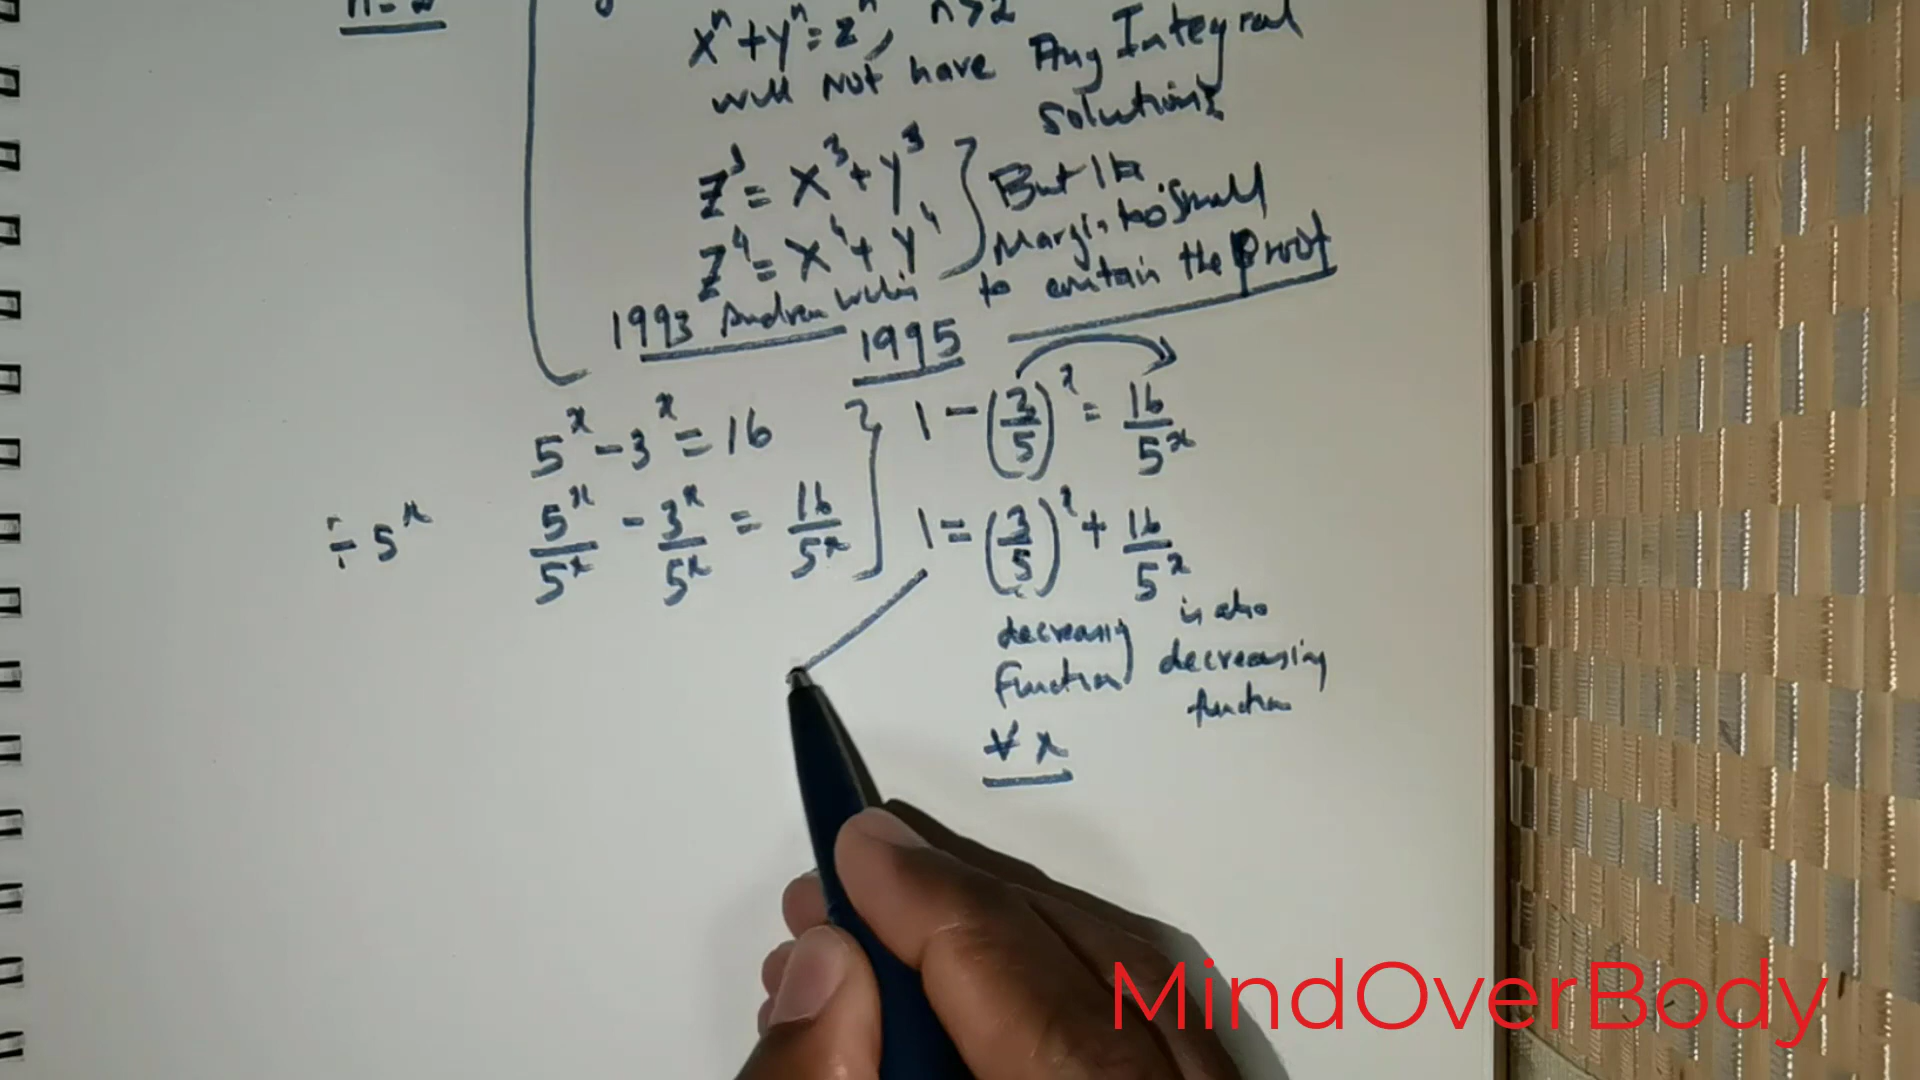 n = 2
xⁿ + yⁿ = zⁿ, n > 2
will not have Any Integral
solutions
z³ = x³ + y³
But the
Margin too small
to contain the Proof
z⁴ = x⁴ + y⁴
1993 Andrew
1995
5ˣ - 3ˣ = 16
1 - (3/5)ˣ = 16/5ˣ
÷ 5ˣ
5ˣ/5ˣ - 3ˣ/5ˣ = 16/5ˣ
1 = (3/5)ˣ + 16/5ˣ
decreasing
function
∀ x
is also
decreasing
function
MindOverBody